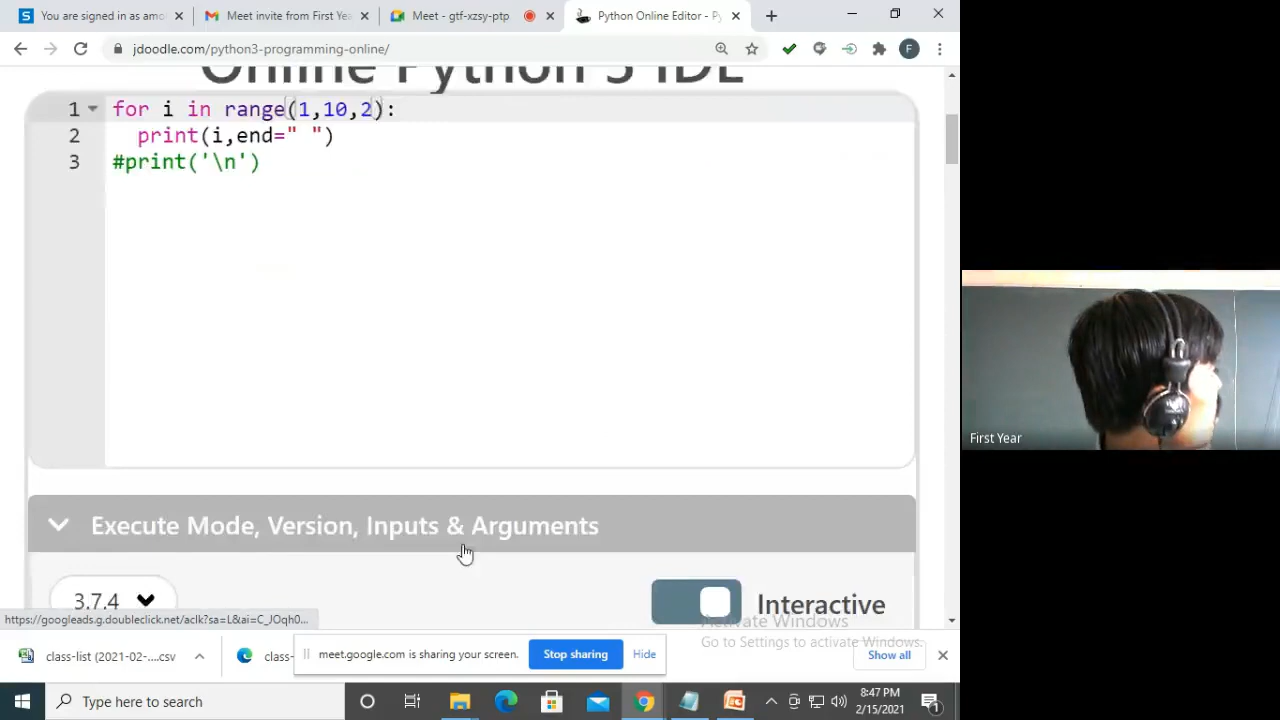 You are signed in as amo
Meet invite from First Yea
Meet - gtf-xzsy-ptp
Python Online Editor - Py
jdoodle.com/python3-programming-online/
F
Online Python 3 IDE
1 for i in range(1,10,2):
2 print(i,end=" ")
3 #print('\n')
Execute Mode, Version, Inputs & Arguments
3.7.4
Interactive
https://googleads.g.doubleclick.net/aclk?sa=L&ai=C_JOqh0...
Activate Windows
Go to Settings to activate Windows.
class-list (2021-02-....csv
class-
meet.google.com is sharing your screen.
Stop sharing
Hide
Show all
Type here to search
8:47 PM
2/15/2021
1
First Year